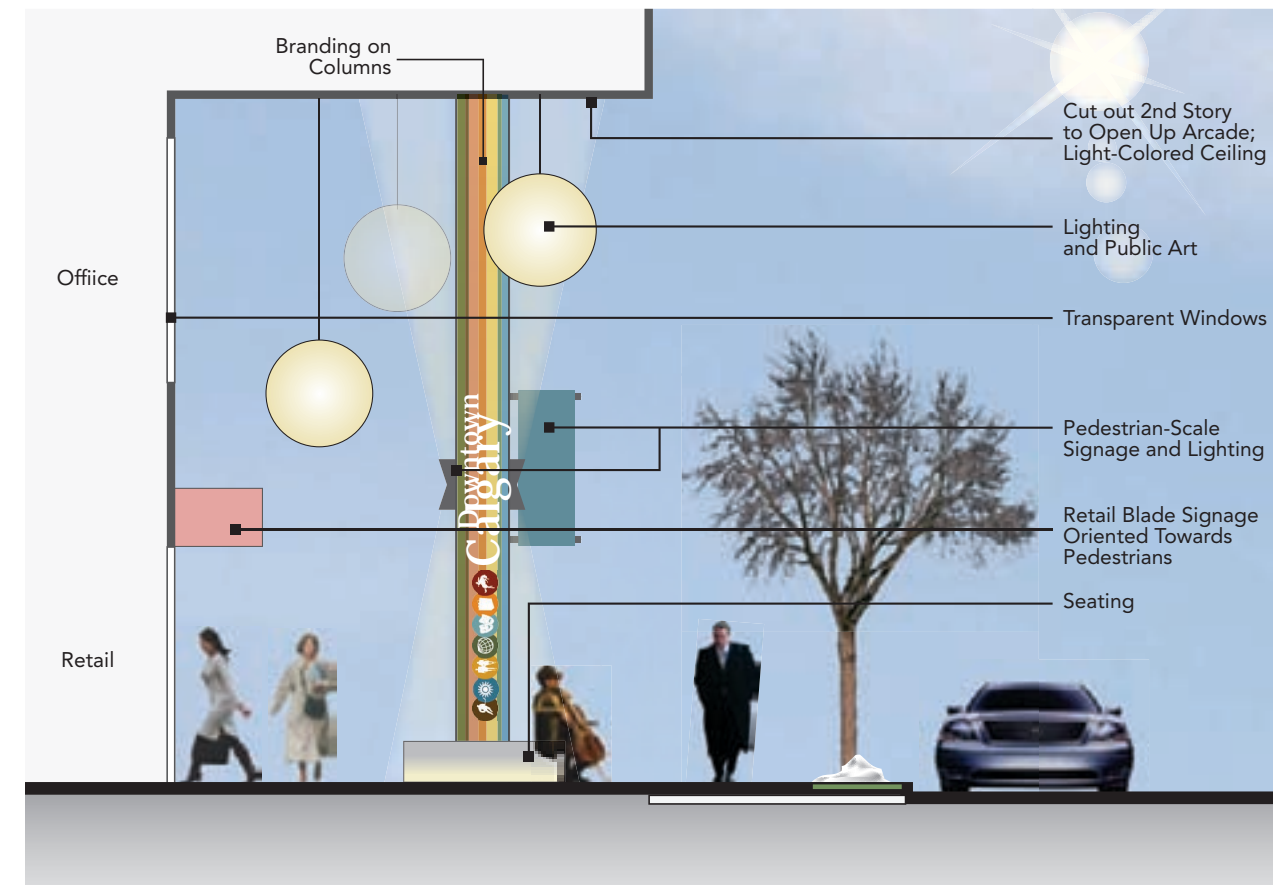 Branding on
Columns
Cut out 2nd Story
to Open Up Arcade;
Light-Colored Ceiling
Lighting
and Public Art
Offiice
Transparent Windows
Downtown
Calgary
Pedestrian-Scale
Signage and Lighting
Retail Blade Signage
Oriented Towards
Pedestrians
Seating
Retail